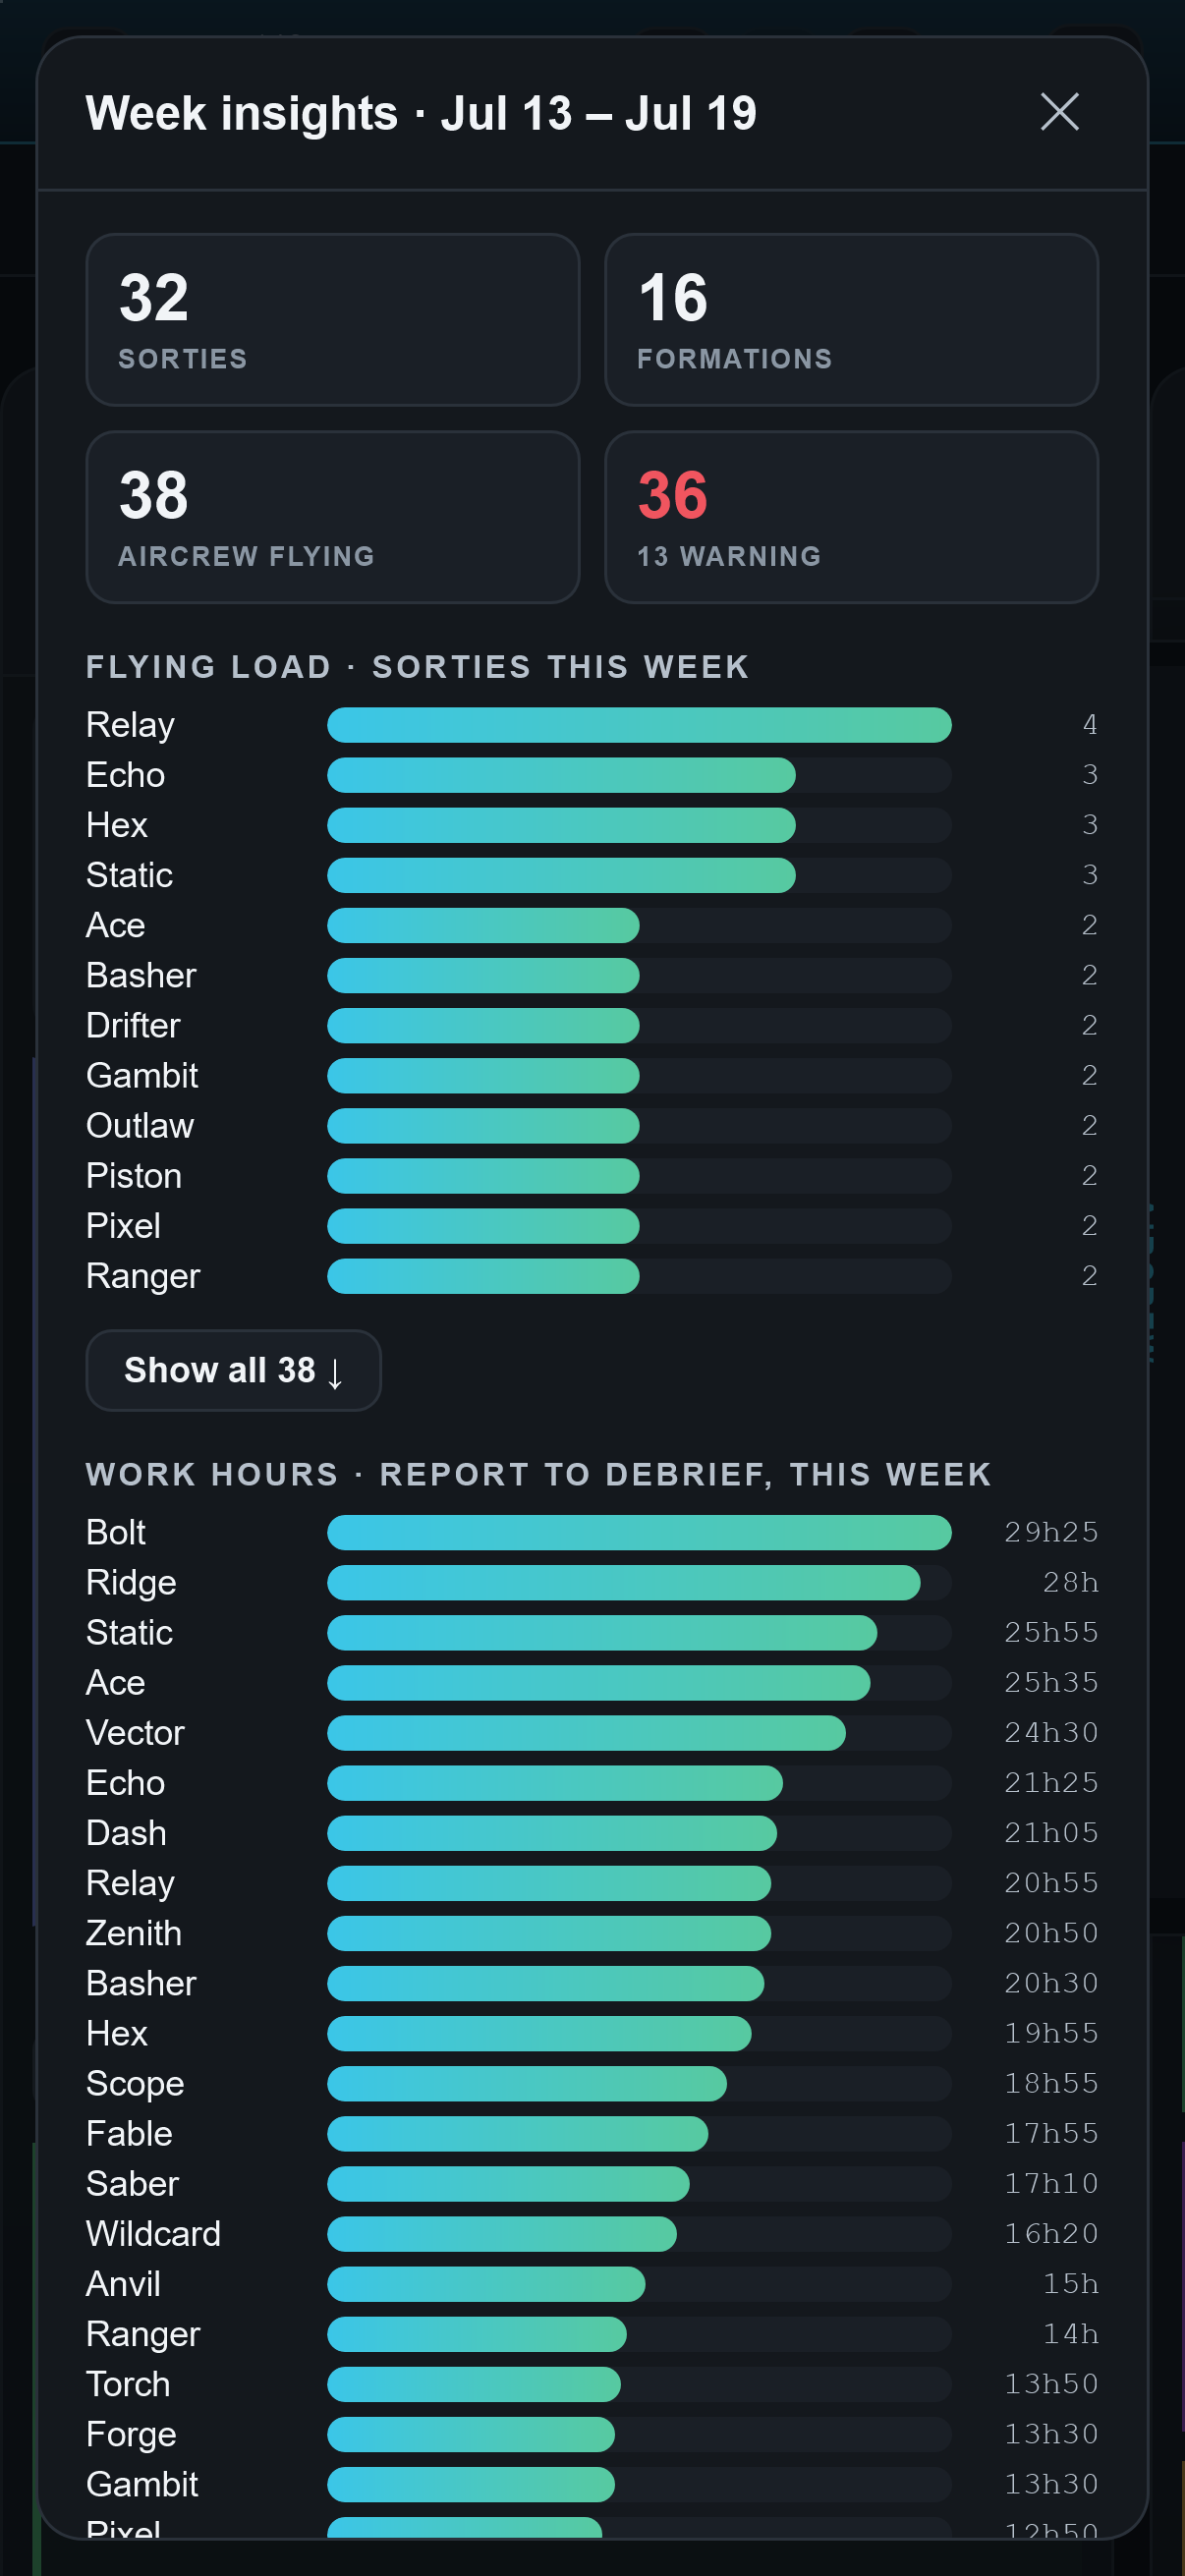 Week insights · Jul 13 – Jul 19
32
SORTIES
16
FORMATIONS
38
AIRCREW FLYING
36
13 WARNING
FLYING LOAD · SORTIES THIS WEEK
Relay 4
Echo 3
Hex 3
Static 3
Ace 2
Basher 2
Drifter 2
Gambit 2
Outlaw 2
Piston 2
Pixel 2
Ranger 2
Show all 38 ↓
WORK HOURS · REPORT TO DEBRIEF, THIS WEEK
Bolt 29h25
Ridge 28h
Static 25h55
Ace 25h35
Vector 24h30
Echo 21h25
Dash 21h05
Relay 20h55
Zenith 20h50
Basher 20h30
Hex 19h55
Scope 18h55
Fable 17h55
Saber 17h10
Wildcard 16h20
Anvil 15h
Ranger 14h
Torch 13h50
Forge 13h30
Gambit 13h30
Pixel 12h50